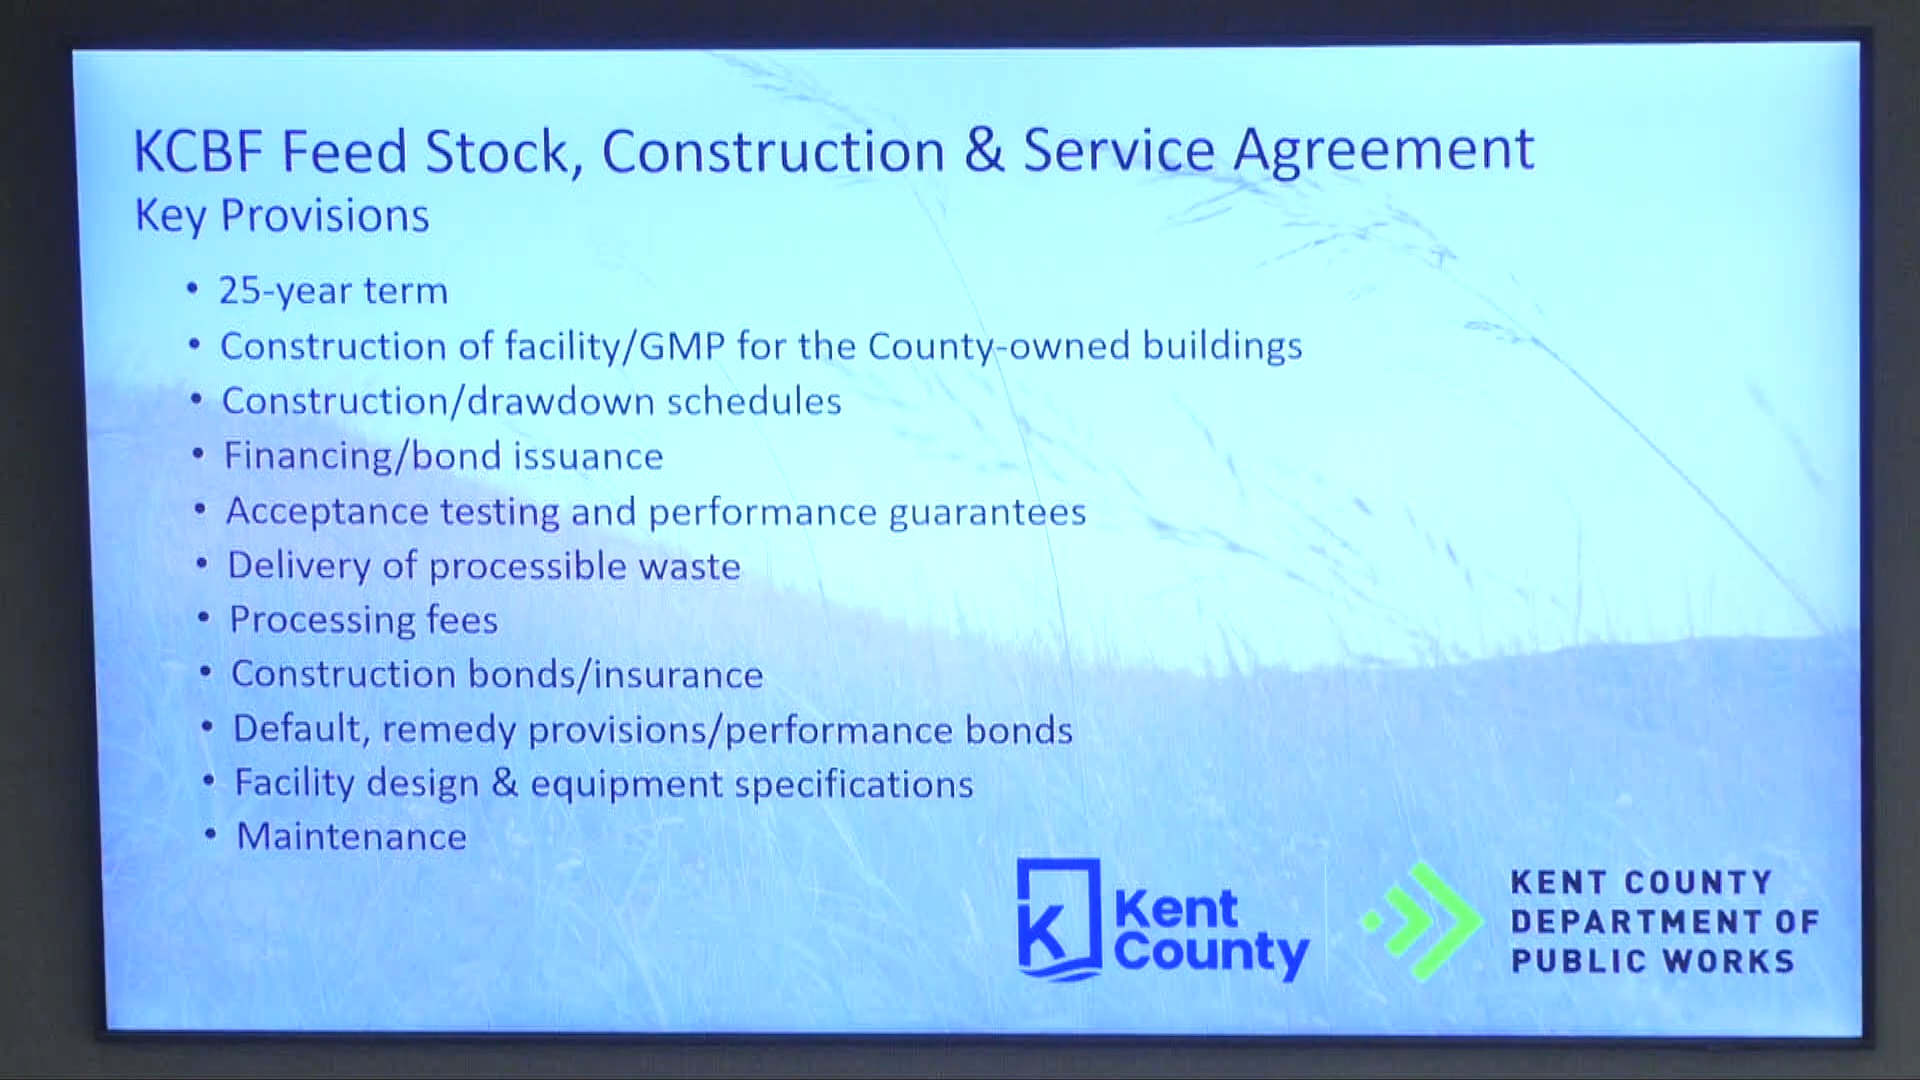 KCBF Feed Stock, Construction & Service Agreement
Key Provisions
• 25-year term
• Construction of facility/GMP for the County-owned buildings
• Construction/drawdown schedules
• Financing/bond issuance
• Acceptance testing and performance guarantees
• Delivery of processible waste
• Processing fees
• Construction bonds/insurance
• Default, remedy provisions/performance bonds
• Facility design & equipment specifications
• Maintenance
K
Kent
County
KENT COUNTY
DEPARTMENT OF
PUBLIC WORKS